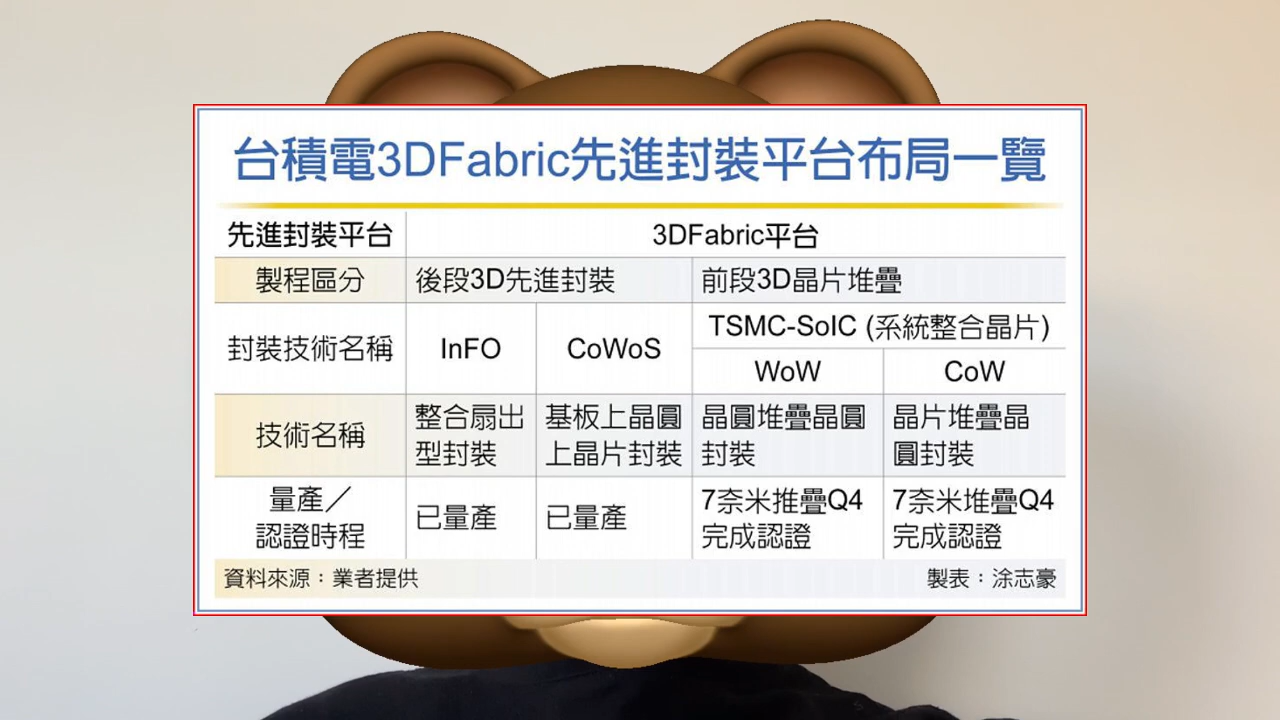 台積電3DFabric先進封裝平台布局一覽
先進封裝平台 3DFabric平台
製程區分 後段3D先進封裝 前段3D晶片堆疊
封裝技術名稱 InFO CoWoS TSMC-SoIC (系統整合晶片)
WoW CoW
技術名稱 整合扇出型封裝 基板上晶圓上晶片封裝 晶圓堆疊晶圓封裝 晶片堆疊晶圓封裝
量產／認證時程 已量產 已量產 7奈米推疊Q4完成認證 7奈米堆疊Q4完成認證
資料來源：業者提供 製表：涂志豪